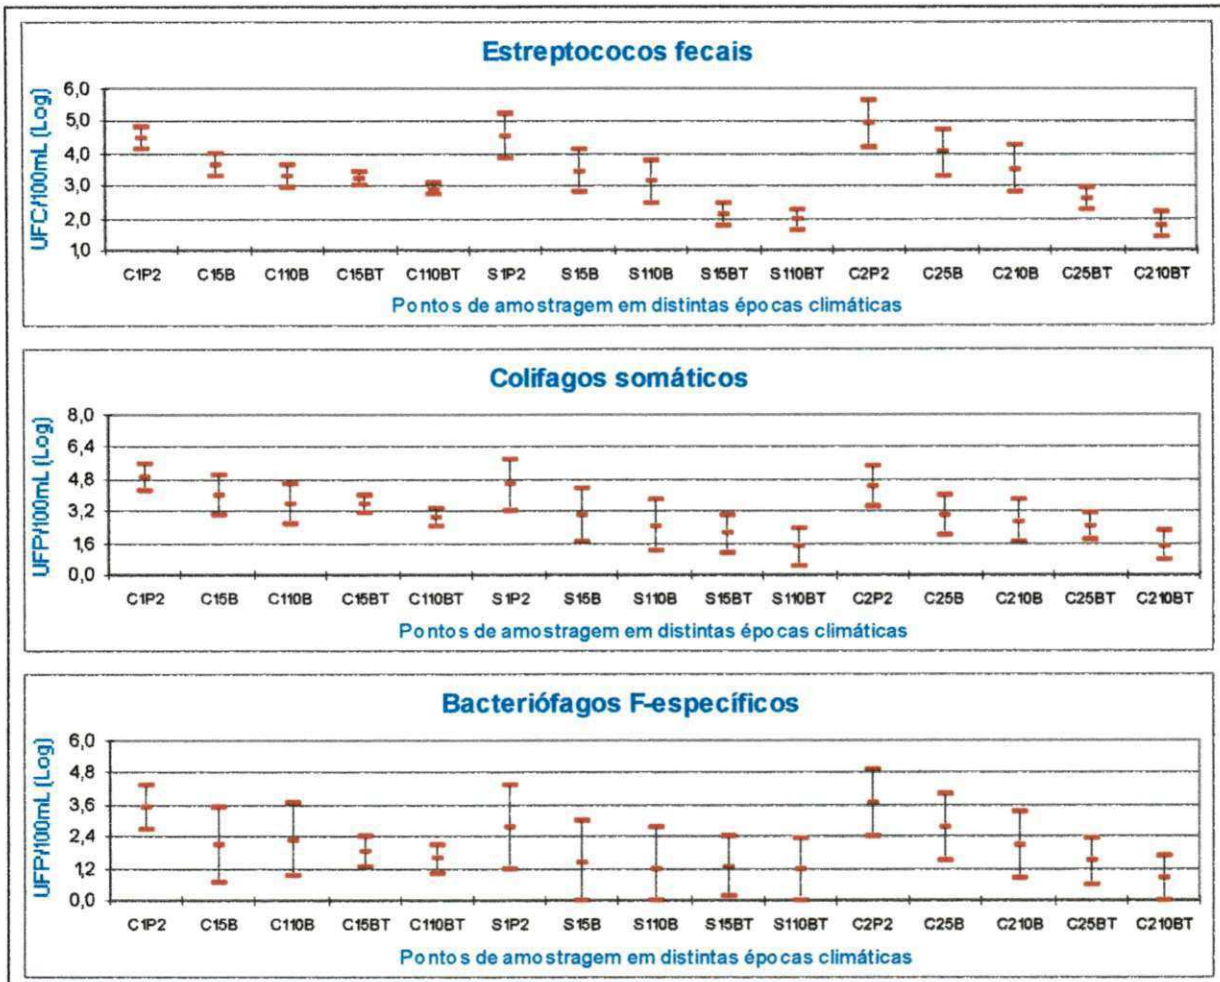 Estreptococos fecais
UFC/100mL (Log)
6,0
5,0
4,0
3,0
2,0
1,0
C1P2 C15B C110B C15BT C110BT S1P2 S15B S110B S15BT S110BT C2P2 C25B C210B C25BT C210BT
Pontos de amostragem em distintas épocas climáticas
Colifagos somáticos
UFP/100mL (Log)
8,0
6,4
4,8
3,2
1,6
0,0
C1P2 C15B C110B C15BT C110BT S1P2 S15B S110B S15BT S110BT C2P2 C25B C210B C25BT C210BT
Pontos de amostragem em distintas épocas climáticas
Bacteriófagos F-específicos
UFP/100mL (Log)
6,0
4,8
3,6
2,4
1,2
0,0
C1P2 C15B C110B C15BT C110BT S1P2 S15B S110B S15BT S110BT C2P2 C25B C210B C25BT C210BT
Pontos de amostragem em distintas épocas climáticas